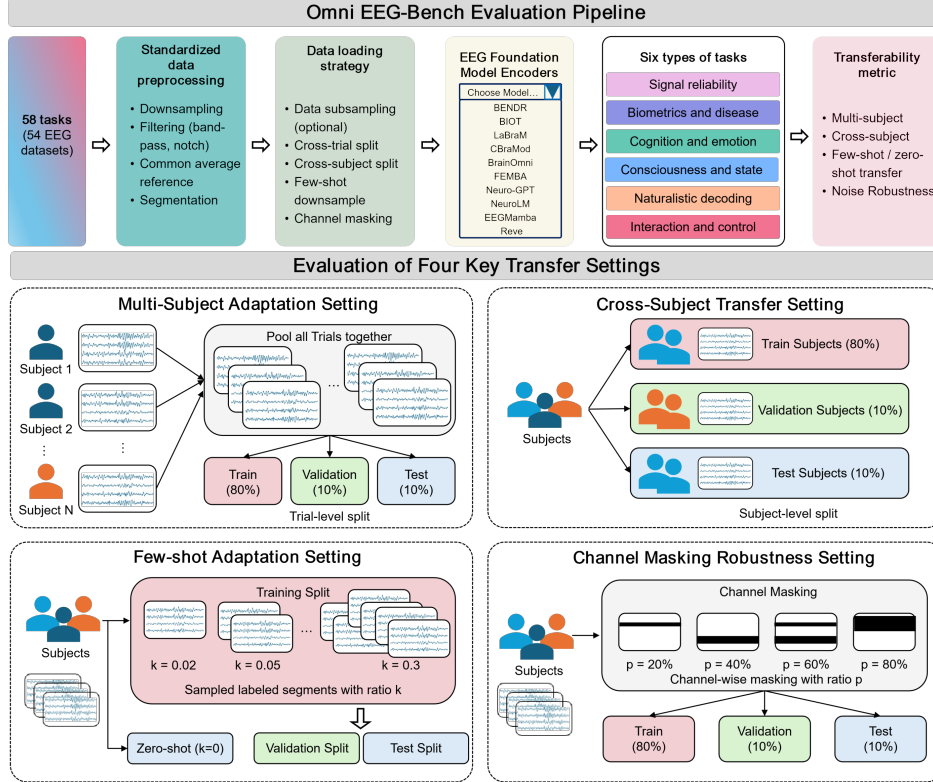 Omni EEG-Bench Evaluation Pipeline
58 tasks
(54 EEG
datasets)
Standardized
data
preprocessing
• Downsampling
• Filtering (band-
pass, notch)
• Common average
reference
• Segmentation
Data loading
strategy
• Data subsampling
(optional)
• Cross-trial split
• Cross-subject split
• Few-shot
downsample
• Channel masking
EEG Foundation
Model Encoders
Choose Model…
BENDR
BIOT
LaBraM
CBraMod
BrainOmni
FEMBA
Neuro-GPT
NeuroLM
EEGMamba
Reve
Six types of tasks
Signal reliability
Biometrics and disease
Cognition and emotion
Consciousness and state
Naturalistic decoding
Interaction and control
Transferability
metric
• Multi-subject
• Cross-subject
• Few-shot / zero-
shot transfer
• Noise Robustness
Evaluation of Four Key Transfer Settings
Multi-Subject Adaptation Setting
Subject 1
Subject 2
⋮
Subject N
⋮
Pool all Trials together
...
Train
(80%)
Validation
(10%)
Test
(10%)
Trial-level split
Cross-Subject Transfer Setting
Subjects
Train Subjects (80%)
Validation Subjects (10%)
Test Subjects (10%)
Subject-level split
Few-shot Adaptation Setting
Subjects
Training Split
...
k = 0.02
k = 0.05
k = 0.3
Sampled labeled segments with ratio k
Zero-shot (k=0)
Validation Split
Test Split
Channel Masking Robustness Setting
Subjects
Channel Masking
p = 20%
p = 40%
p = 60%
p = 80%
Channel-wise masking with ratio p
Train
(80%)
Validation
(10%)
Test
(10%)